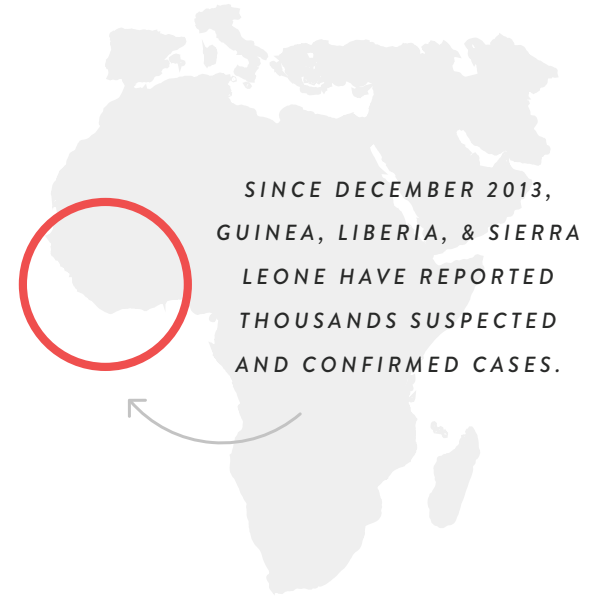 SINCE DECEMBER 2013,
GUINEA, LIBERIA, & SIERRA
LEONE HAVE REPORTED
THOUSANDS SUSPECTED
AND CONFIRMED CASES.